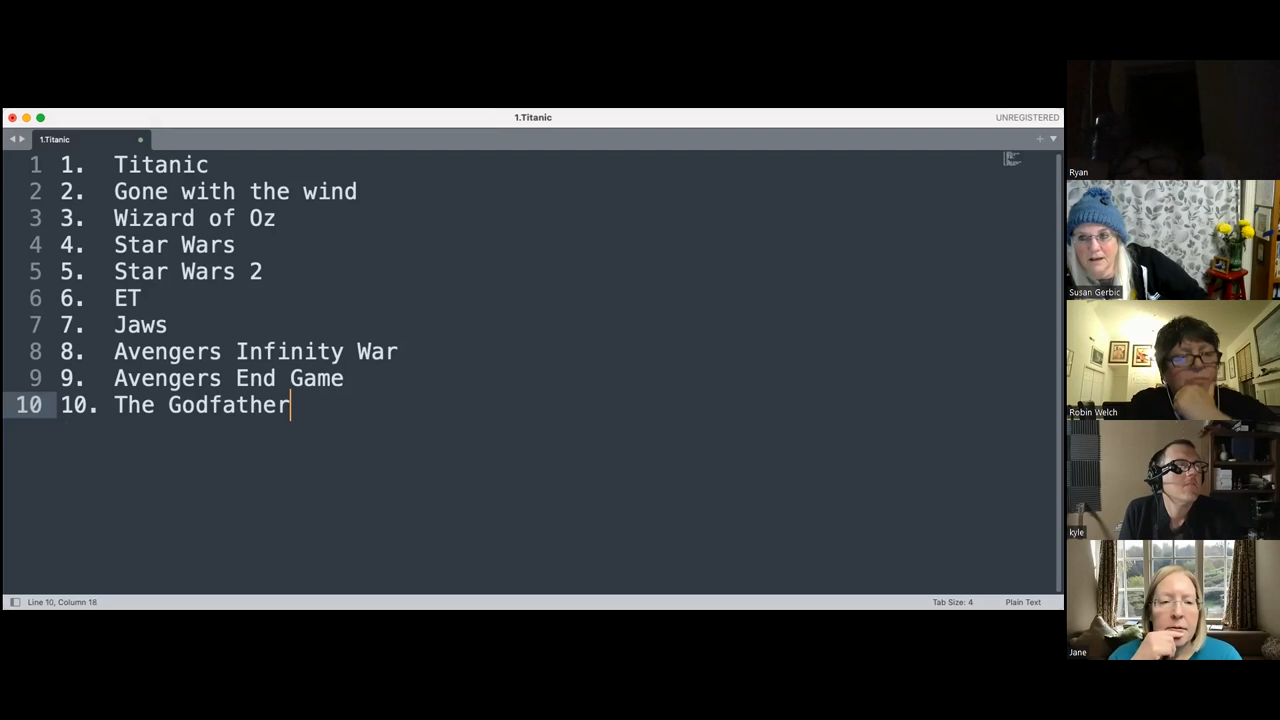 1.Titanic
UNREGISTERED
1.Titanic
1 1. Titanic
2 2. Gone with the wind
3 3. Wizard of Oz
4 4. Star Wars
5 5. Star Wars 2
6 6. ET
7 7. Jaws
8 8. Avengers Infinity War
9 9. Avengers End Game
10 10. The Godfather
Line 10, Column 18
Tab Size: 4
Plain Text
Ryan
Susan Gerbic
Robin Welch
kyle
Jane